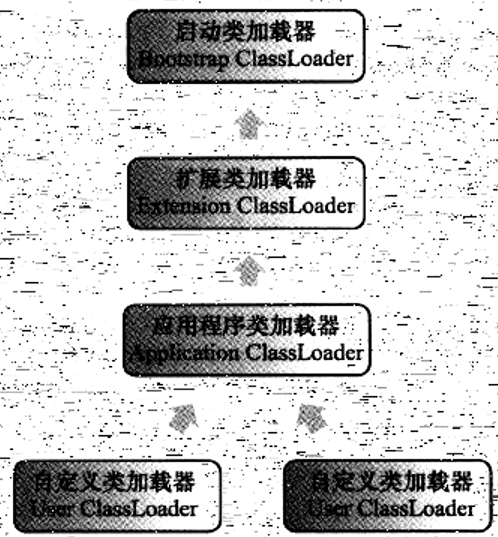 启动类加载器
Bootstrap ClassLoader
扩展类加载器
Extension ClassLoader
应用程序类加载器
Application ClassLoader
自定义类加载器
User ClassLoader
自定义类加载器
User ClassLoader